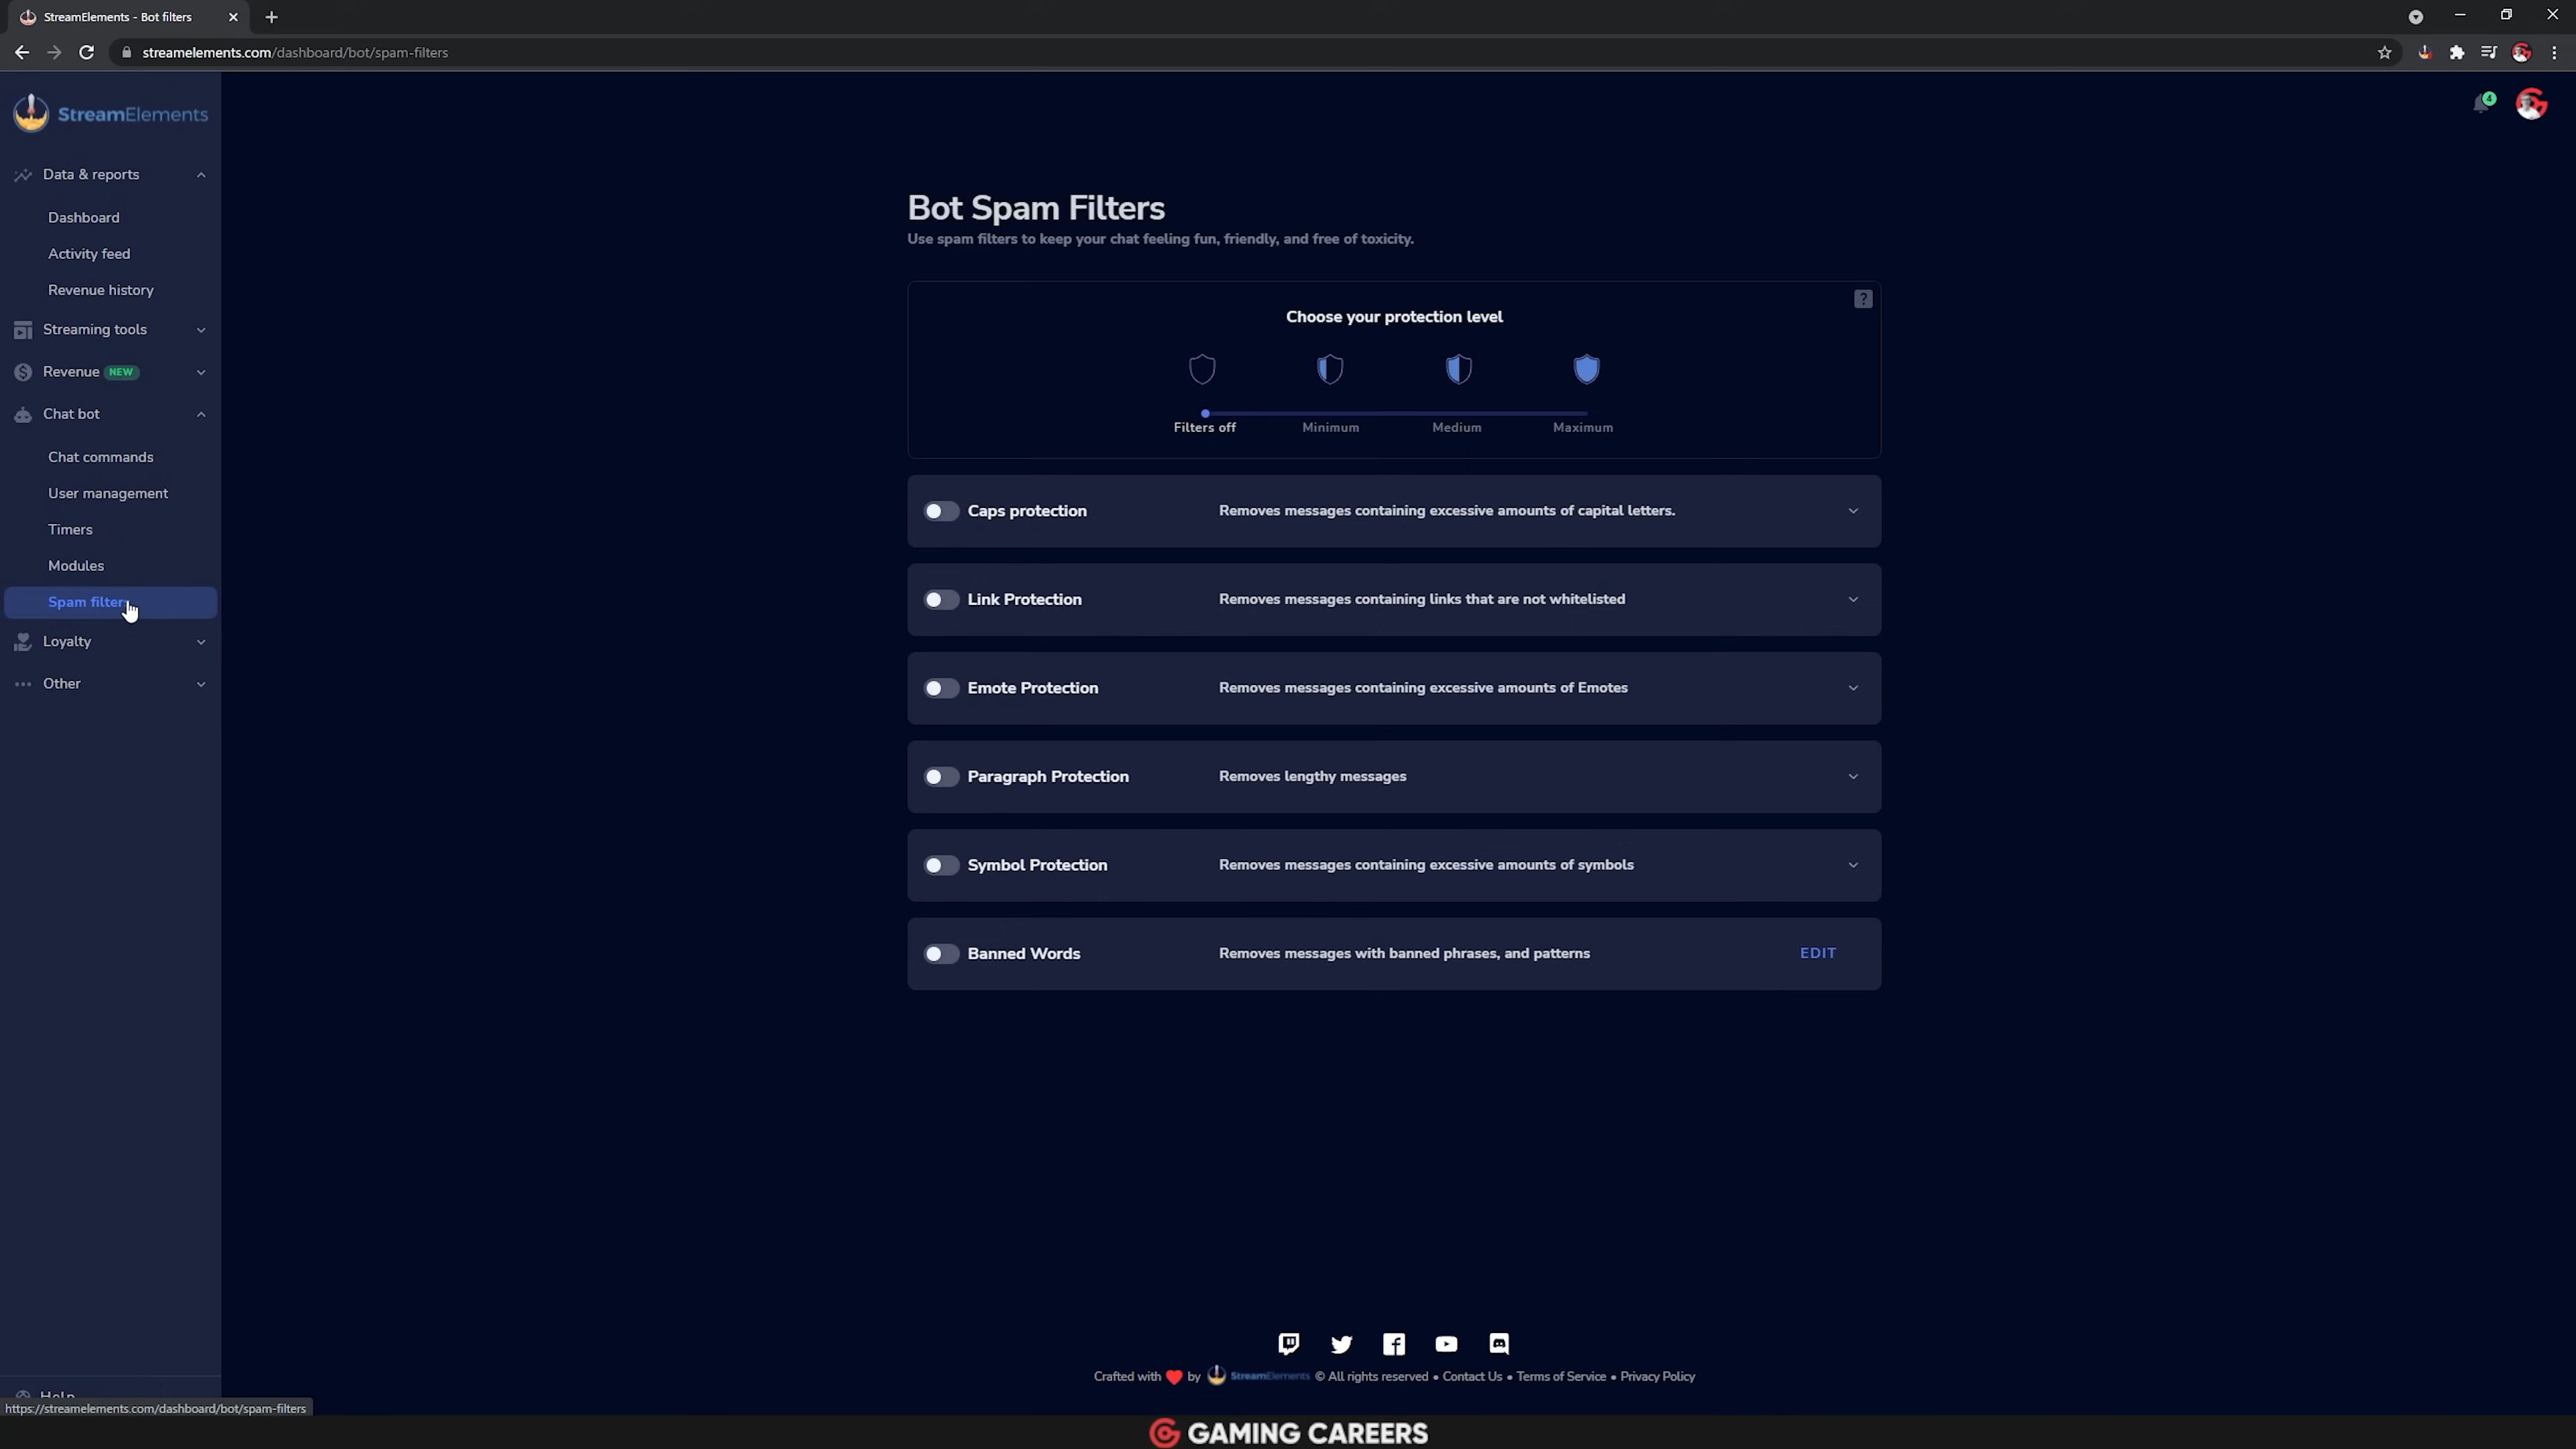 StreamElements - Bot filters
streamelements.com/dashboard/bot/spam-filters
StreamElements
4
Data & reports
Dashboard
Activity feed
Revenue history
Streaming tools
Revenue NEW
Chat bot
Chat commands
User management
Timers
Modules
Spam filters
Loyalty
Other
Help
https://streamelements.com/dashboard/bot/spam-filters
Bot Spam Filters
Use spam filters to keep your chat feeling fun, friendly, and free of toxicity.
?
Choose your protection level
Filters off Minimum Medium Maximum
Caps protection Removes messages containing excessive amounts of capital letters.
Link Protection Removes messages containing links that are not whitelisted
Emote Protection Removes messages containing excessive amounts of Emotes
Paragraph Protection Removes lengthy messages
Symbol Protection Removes messages containing excessive amounts of symbols
Banned Words Removes messages with banned phrases, and patterns EDIT
Crafted with ❤ by StreamElements © All rights reserved • Contact Us • Terms of Service • Privacy Policy
GAMING CAREERS